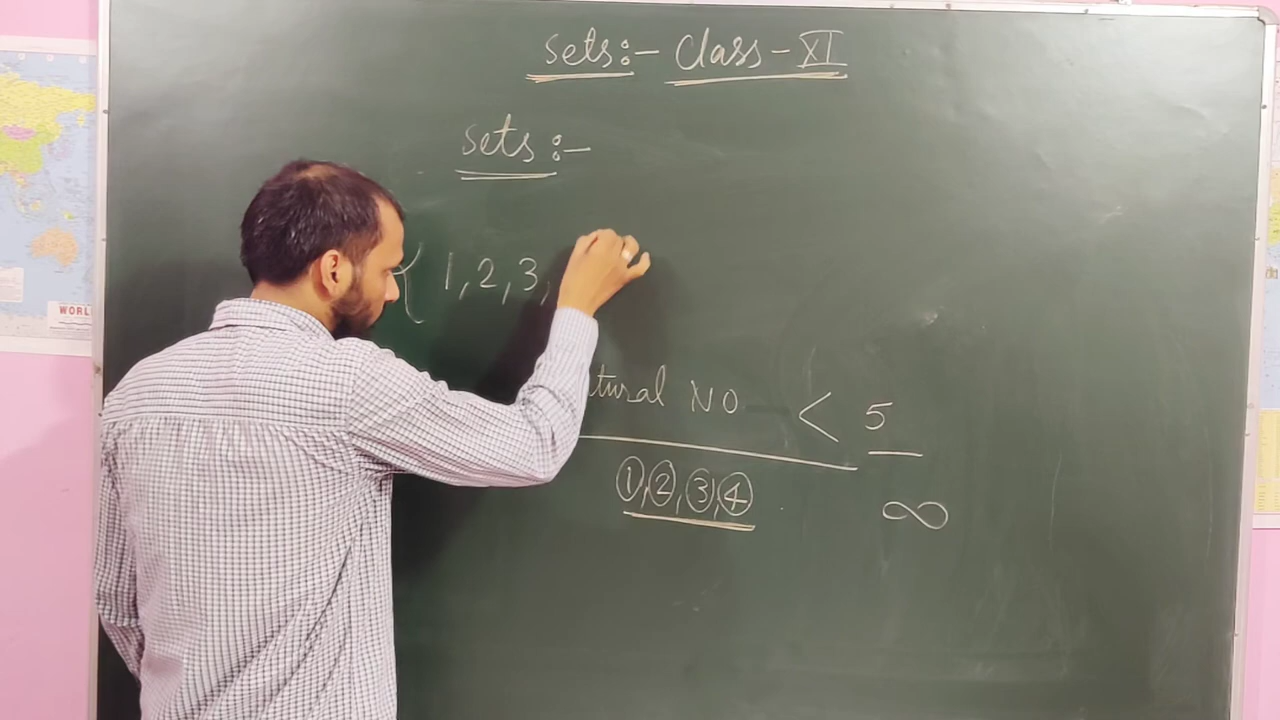 Sets:- Class-XI
Sets:-
{ 1,2,3,
tural NO < 5
1,2,3,4
∞
WORL